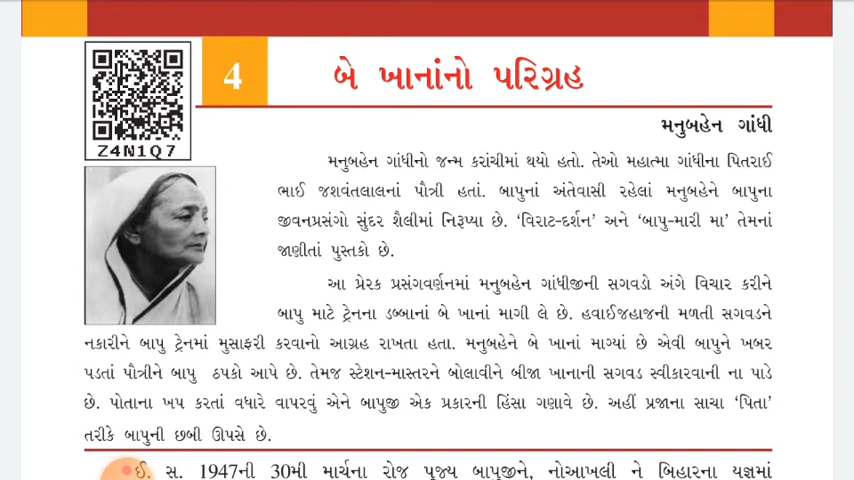 Z4N1Q7
4
બે ખાનાંનો પરિગ્રહ
મનુબહેન ગાંધી
મનુબહેન ગાંધીનો જન્મ કરાંચીમાં થયો હતો. તેઓ મહાત્મા ગાંધીના પિતરાઈ
ભાઈ જશવંતલાલનાં પૌત્રી હતાં. બાપુનાં અંતેવાસી રહેલાં મનુબહેને બાપુના
જીવનપ્રસંગો સુંદર શૈલીમાં નિરૂપ્યા છે. ‘વિરાટ-દર્શન’ અને ‘બાપુ-મારી મા’ તેમનાં
જાણીતાં પુસ્તકો છે.
આ પ્રેરક પ્રસંગવર્ણનમાં મનુબહેન ગાંધીજીની સગવડો અંગે વિચાર કરીને
બાપુ માટે ટ્રેનના ડબ્બાનાં બે ખાનાં માગી લે છે. હવાઈજહાજની મળતી સગવડને
નકારીને બાપુ ટ્રેનમાં મુસાફરી કરવાનો આગ્રહ રાખતા હતા. મનુબહેને બે ખાનાં માગ્યાં છે એવી બાપુને ખબર
પડતાં પૌત્રીને બાપુ ઠપકો આપે છે. તેમજ સ્ટેશન-માસ્તરને બોલાવીને બીજા ખાનાની સગવડ સ્વીકારવાની ના પાડે
છે. પોતાના ખપ કરતાં વધારે વાપરવું એને બાપુજી એક પ્રકારની હિંસા ગણાવે છે. અહીં પ્રજાના સાચા ‘પિતા’
તરીકે બાપુની છબી ઊપસે છે.
ઈ. સ. 1947ની 30મી માર્ચના રોજ પૂજ્ય બાપુજીને, નોઆખલી ને બિહારના યજ્ઞમાં